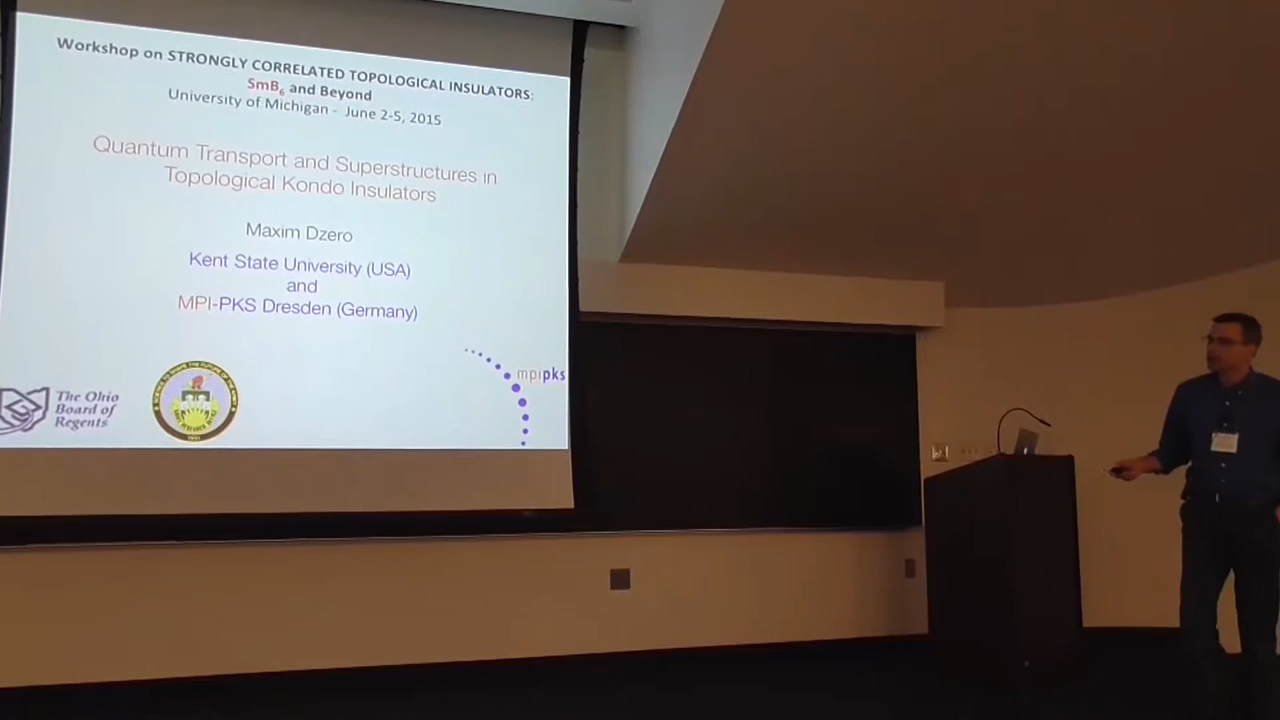 Workshop on STRONGLY CORRELATED TOPOLOGICAL INSULATORS:
SmB₆ and Beyond
University of Michigan - June 2-5, 2015
Quantum Transport and Superstructures in
Topological Kondo Insulators
Maxim Dzero
Kent State University (USA)
and
MPI-PKS Dresden (Germany)
The Ohio
Board of
Regents
mpipks